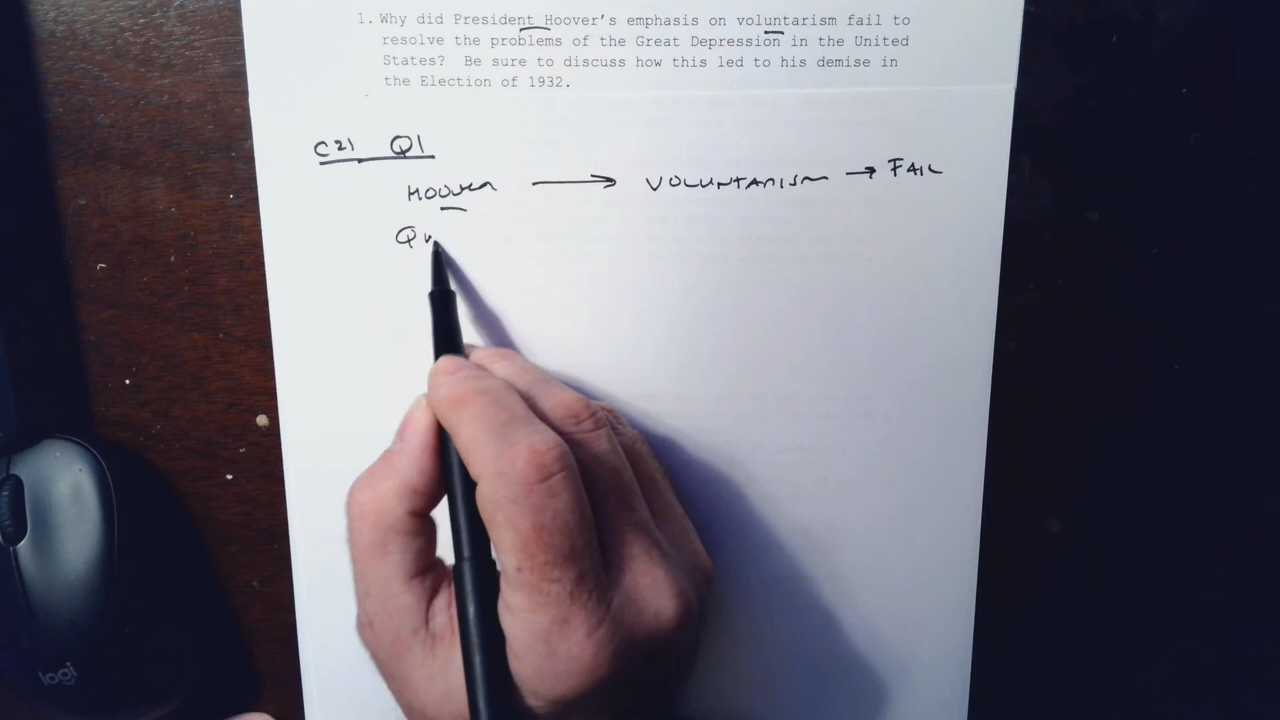 1. Why did President Hoover's emphasis on voluntarism fail to
resolve the problems of the Great Depression in the United
States? Be sure to discuss how this led to his demise in
the Election of 1932.
C21 Q1
HOOVER → VOLUNTARISM → FAIL
Qu
logi